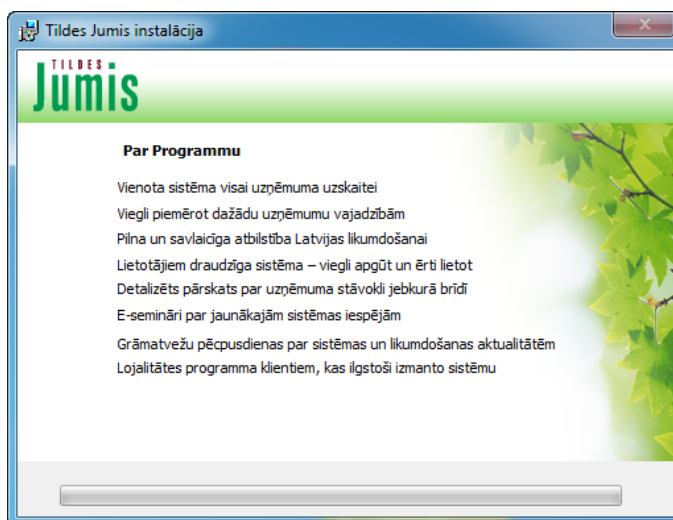 Tildes Jumis instalācija
TILDES
Jumis
Par Programmu
Vienota sistēma visai uzņēmuma uzskaitei
Viegli piemērot dažādu uzņēmumu vajadzībām
Pilna un savlaicīga atbilstība Latvijas likumdošanai
Lietotājiem draudzīga sistēma – viegli apgūt un ērti lietot
Detalizēts pārskats par uzņēmuma stāvokli jebkurā brīdī
E-semināri par jaunākajām sistēmas iespējām
Grāmatvežu pēcpusdienas par sistēmas un likumdošanas aktualitātēm
Lojalitātes programma klientiem, kas ilgstoši izmanto sistēmu